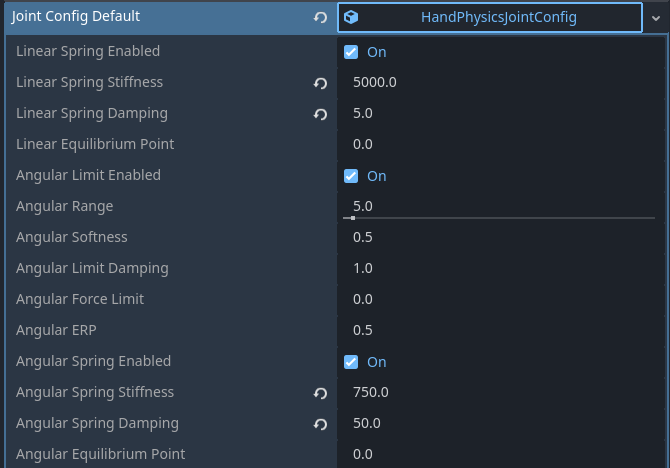 Joint Config Default HandPhysicsJointConfig
Linear Spring Enabled On
Linear Spring Stiffness 5000.0
Linear Spring Damping 5.0
Linear Equilibrium Point 0.0
Angular Limit Enabled On
Angular Range 5.0
Angular Softness 0.5
Angular Limit Damping 1.0
Angular Force Limit 0.0
Angular ERP 0.5
Angular Spring Enabled On
Angular Spring Stiffness 750.0
Angular Spring Damping 50.0
Angular Equilibrium Point 0.0